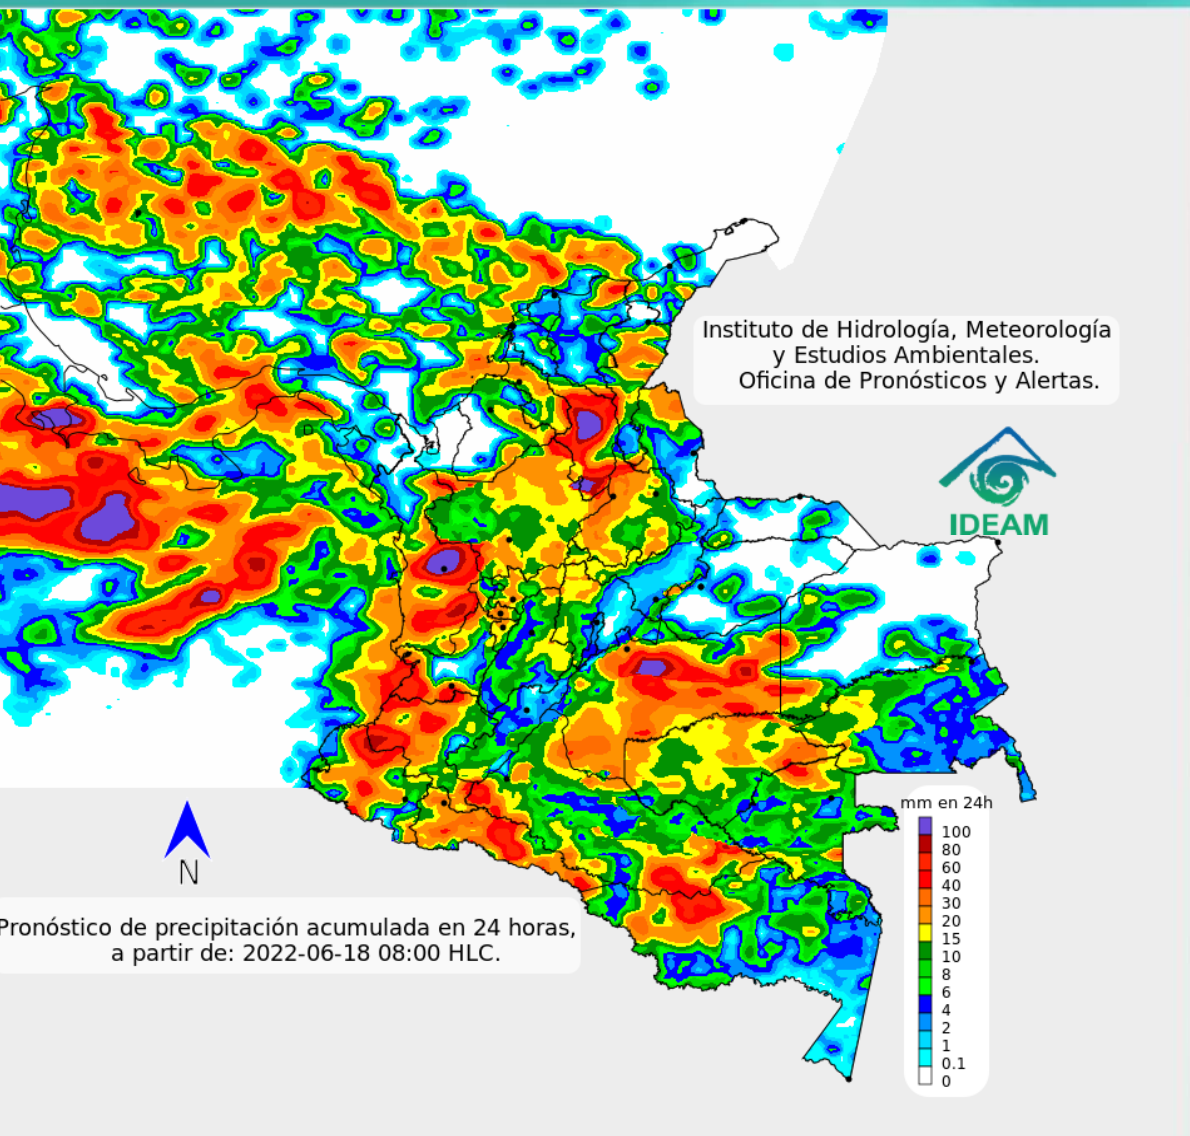 Instituto de Hidrología, Meteorología
y Estudios Ambientales.
Oficina de Pronósticos y Alertas.
IDEAM
mm en 24h
100
80
60
40
30
20
15
10
8
6
4
2
1
0.1
0
N
Pronóstico de precipitación acumulada en 24 horas,
a partir de: 2022-06-18 08:00 HLC.